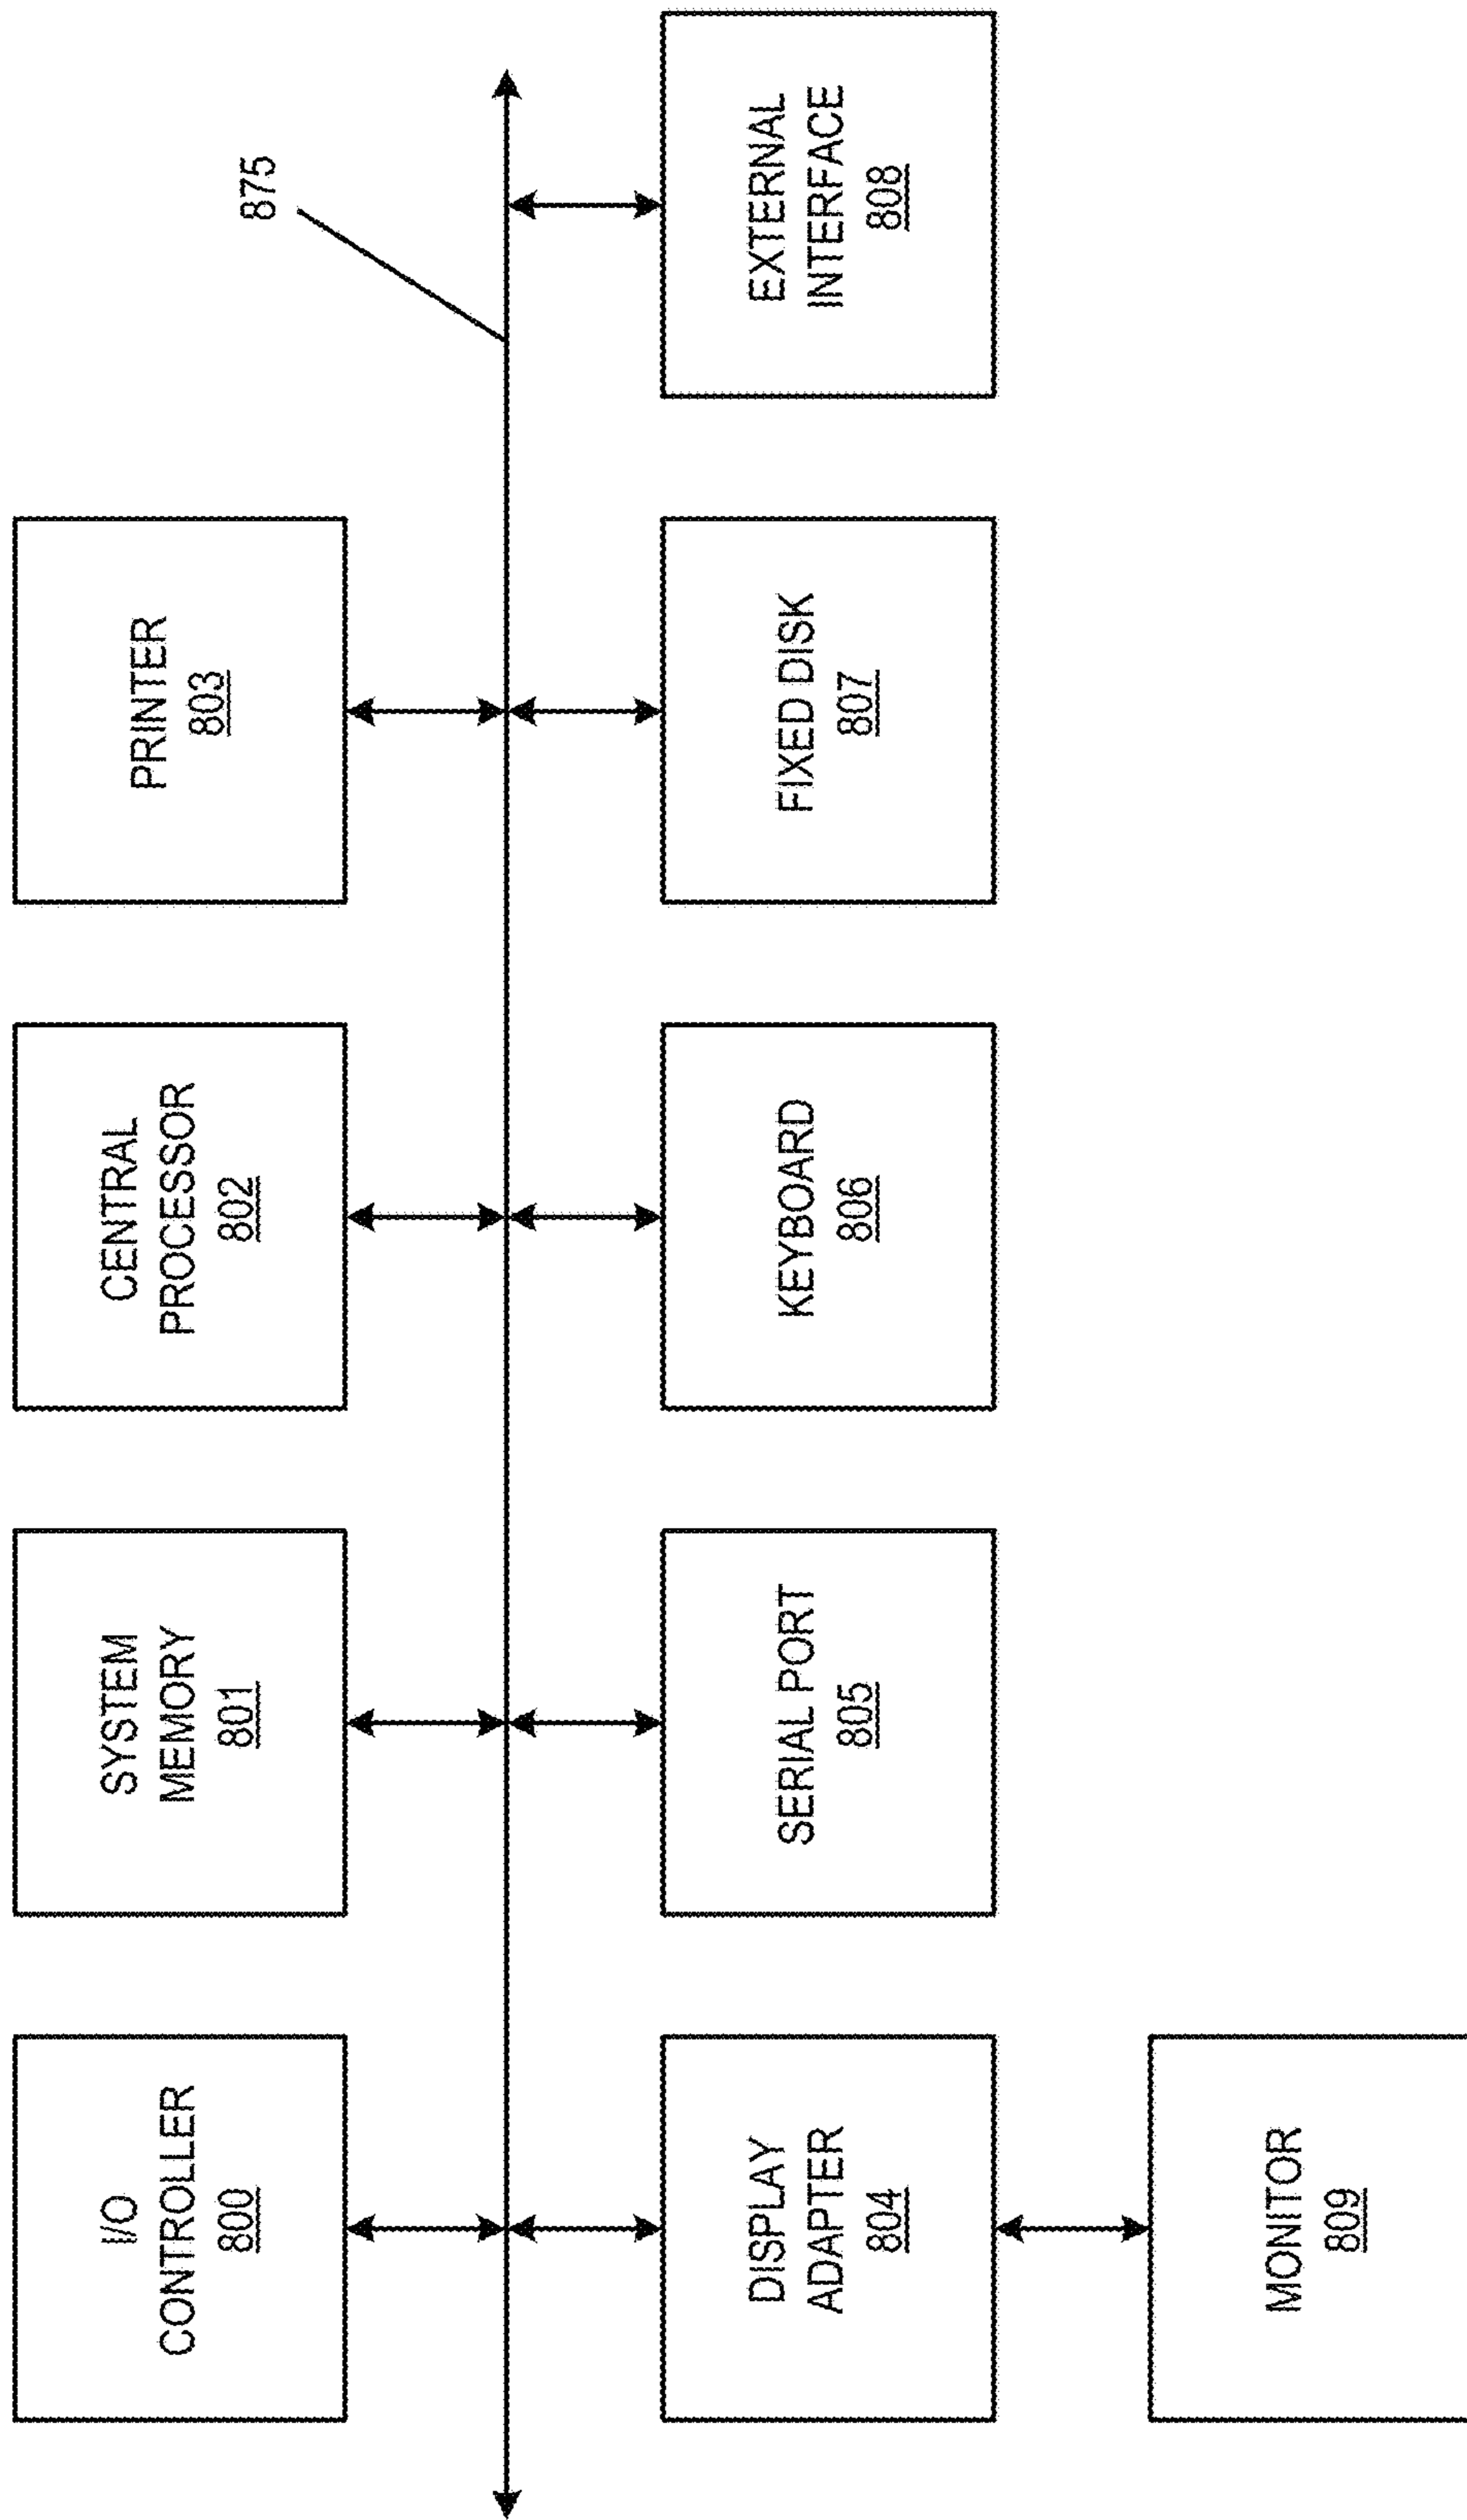 I/O
CONTROLLER
800
SYSTEM
MEMORY
801
CENTRAL
PROCESSOR
802
PRINTER
803
875
DISPLAY
ADAPTER
804
SERIAL PORT
805
KEYBOARD
806
FIXED DISK
807
EXTERNAL
INTERFACE
808
MONITOR
809